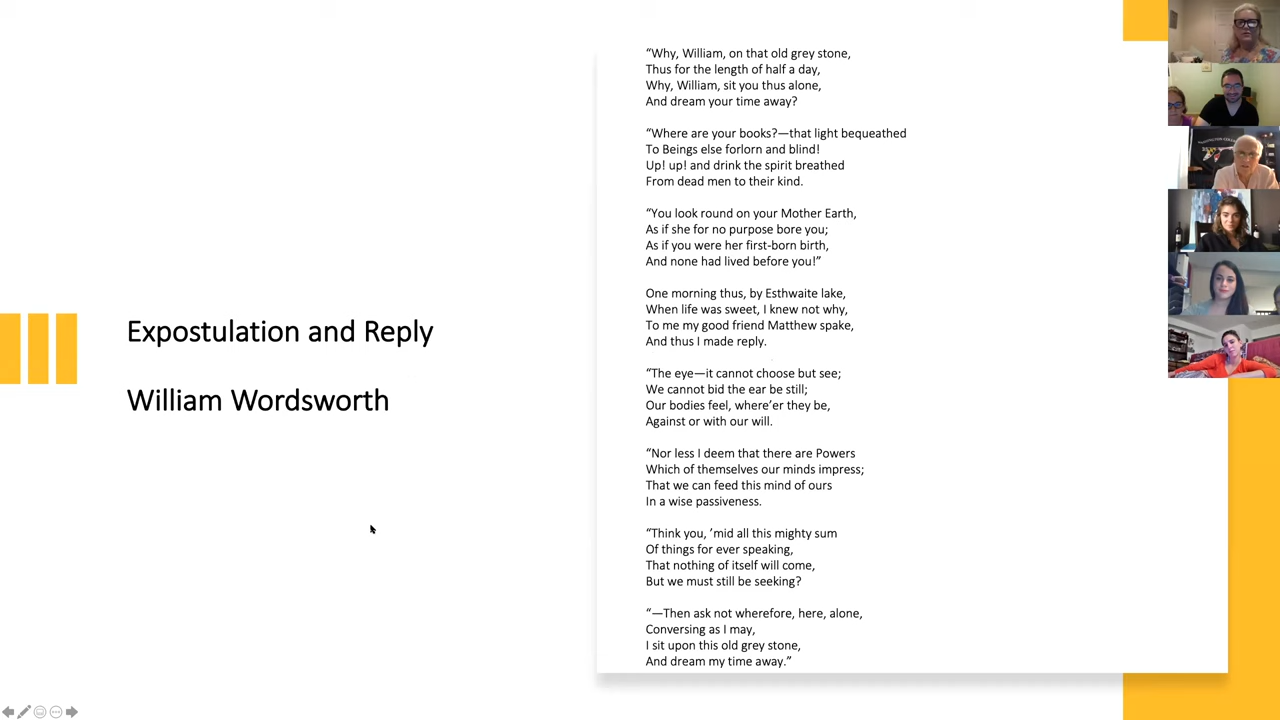 Expostulation and Reply
William Wordsworth
“Why, William, on that old grey stone,
Thus for the length of half a day,
Why, William, sit you thus alone,
And dream your time away?
“Where are your books?—that light bequeathed
To Beings else forlorn and blind!
Up! up! and drink the spirit breathed
From dead men to their kind.
“You look round on your Mother Earth,
As if she for no purpose bore you;
As if you were her first-born birth,
And none had lived before you!”
One morning thus, by Esthwaite lake,
When life was sweet, I knew not why,
To me my good friend Matthew spake,
And thus I made reply.
“The eye—it cannot choose but see;
We cannot bid the ear be still;
Our bodies feel, where’er they be,
Against or with our will.
“Nor less I deem that there are Powers
Which of themselves our minds impress;
That we can feed this mind of ours
In a wise passiveness.
“Think you, ’mid all this mighty sum
Of things for ever speaking,
That nothing of itself will come,
But we must still be seeking?
“—Then ask not wherefore, here, alone,
Conversing as I may,
I sit upon this old grey stone,
And dream my time away.”